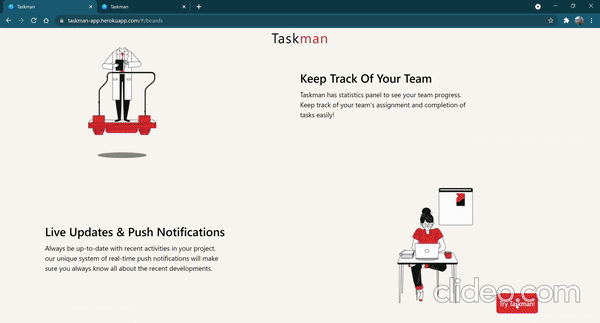 Taskman
Taskman
taskman-app.herokuapp.com/#/boards
Taskman
Keep Track Of Your Team
Taskman has statistics panel to see your team progress.
Keep track of your team's assignment and completion of
tasks easily!
Live Updates & Push Notifications
Always be up-to-date with recent activities in your project.
our unique system of real-time push notifications will make
sure you always know all about the recent developments.
clideo.com
Try Taskman!